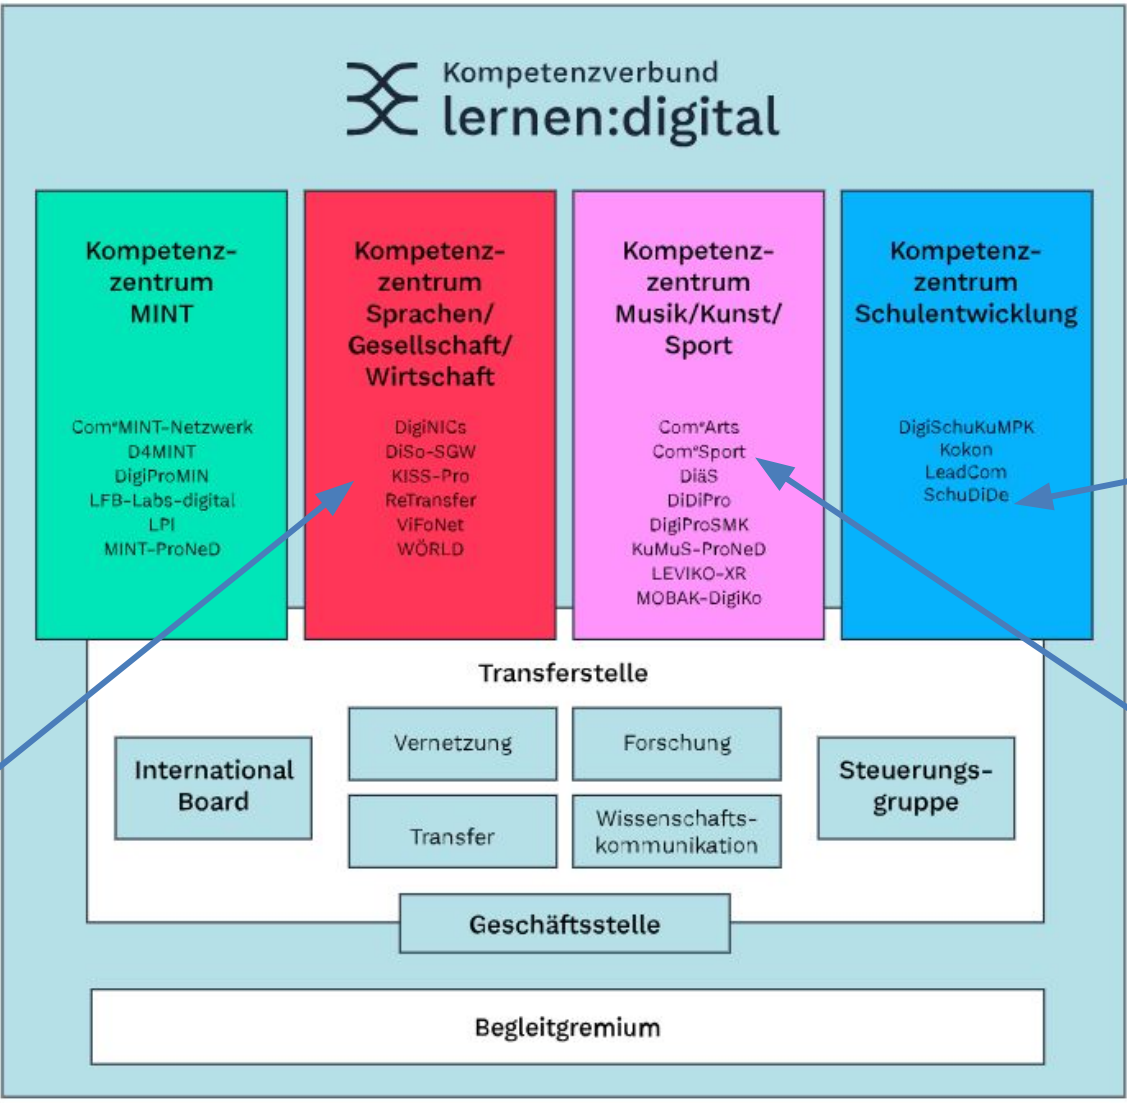 Kompetenzverbund
lernen:digital
Kompetenz-
zentrum
MINT
Com^eMINT-Netzwerk
D4MINT
DigiProMIN
LFB-Labs-digital
LPI
MINT-ProNeD
Kompetenz-
zentrum
Sprachen/
Gesellschaft/
Wirtschaft
DigiNICs
DiSo-SGW
KISS-Pro
ReTransfer
ViFoNet
WÖRLD
Kompetenz-
zentrum
Musik/Kunst/
Sport
Com^eArts
Com^eSport
DiäS
DiDiPro
DigiProSMK
KuMuS-ProNeD
LEVIKO-XR
MOBAK-DigiKo
Kompetenz-
zentrum
Schulentwicklung
DigiSchuKuMPK
Kokon
LeadCom
SchuDiDe
Transferstelle
International
Board
Vernetzung
Forschung
Transfer
Wissenschafts-
kommunikation
Steuerungs-
gruppe
Geschäftsstelle
Begleitgremium